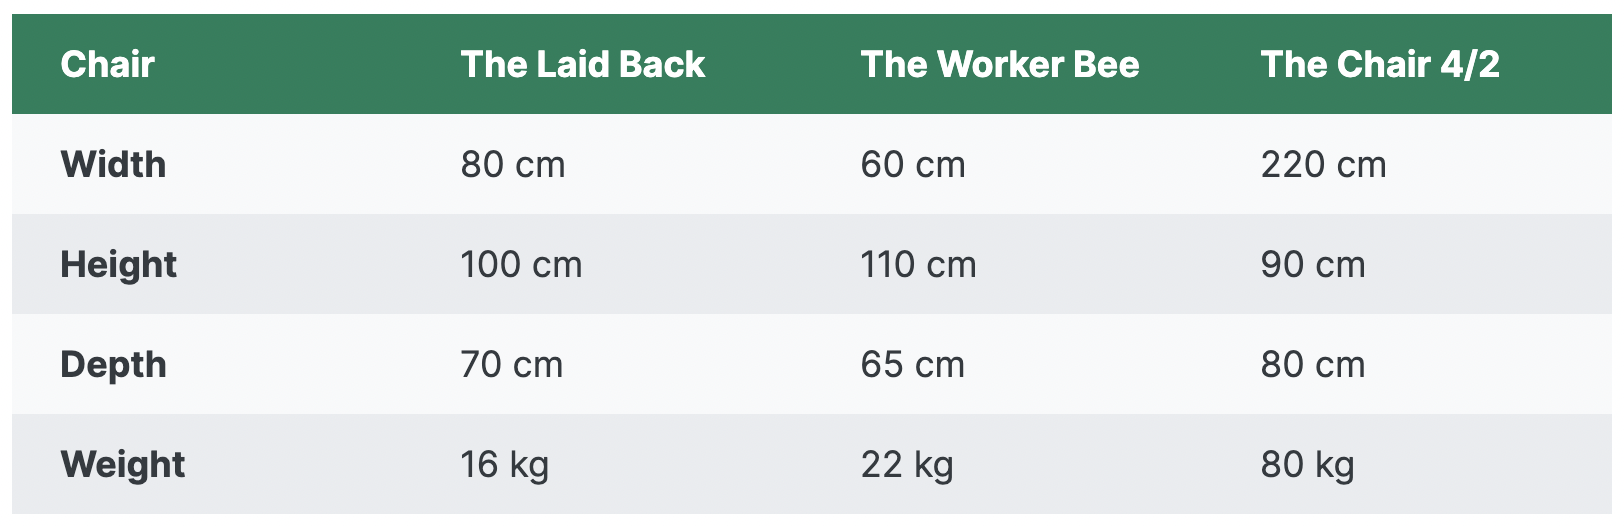 Chair The Laid Back The Worker Bee The Chair 4/2
Width 80 cm 60 cm 220 cm
Height 100 cm 110 cm 90 cm
Depth 70 cm 65 cm 80 cm
Weight 16 kg 22 kg 80 kg